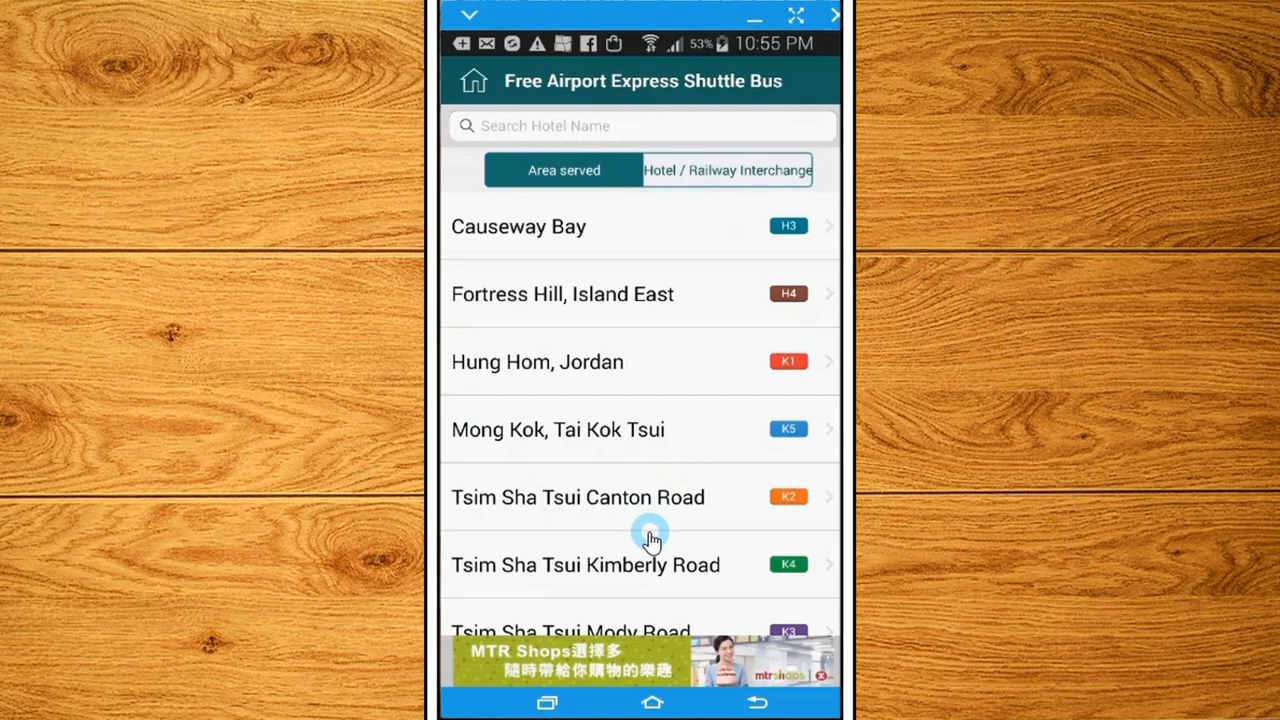 53% 10:55 PM
Free Airport Express Shuttle Bus
Search Hotel Name
Area served
Hotel / Railway Interchange
Causeway Bay H3
Fortress Hill, Island East H4
Hung Hom, Jordan K1
Mong Kok, Tai Kok Tsui K5
Tsim Sha Tsui Canton Road K2
Tsim Sha Tsui Kimberly Road K4
Tsim Sha Tsui Mody Road K3
MTR Shops選擇多
隨時帶給你購物的樂趣
mtrshops